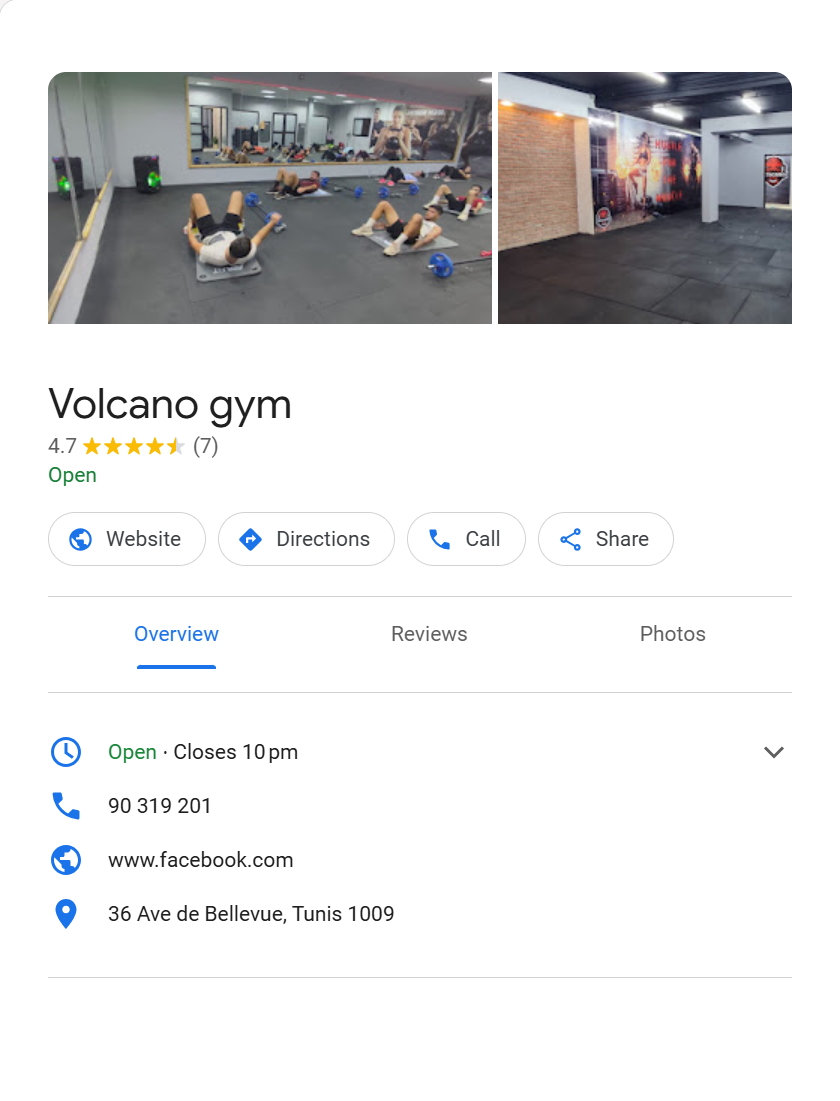 HUSTLE
Volcano gym
4.7 (7)
Open
Website
Directions
Call
Share
Overview
Reviews
Photos
Open · Closes 10 pm
90 319 201
www.facebook.com
36 Ave de Bellevue, Tunis 1009